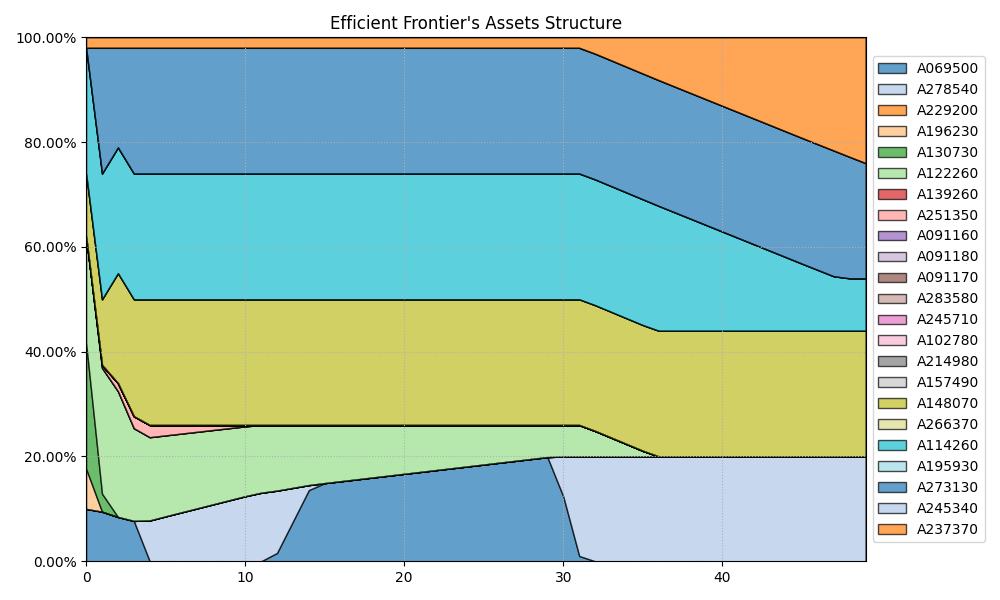 Efficient Frontier's Assets Structure
100.00%
80.00%
60.00%
40.00%
20.00%
0.00%
0
10
20
30
40
A069500
A278540
A229200
A196230
A130730
A122260
A139260
A251350
A091160
A091180
A091170
A283580
A245710
A102780
A214980
A157490
A148070
A266370
A114260
A195930
A273130
A245340
A237370